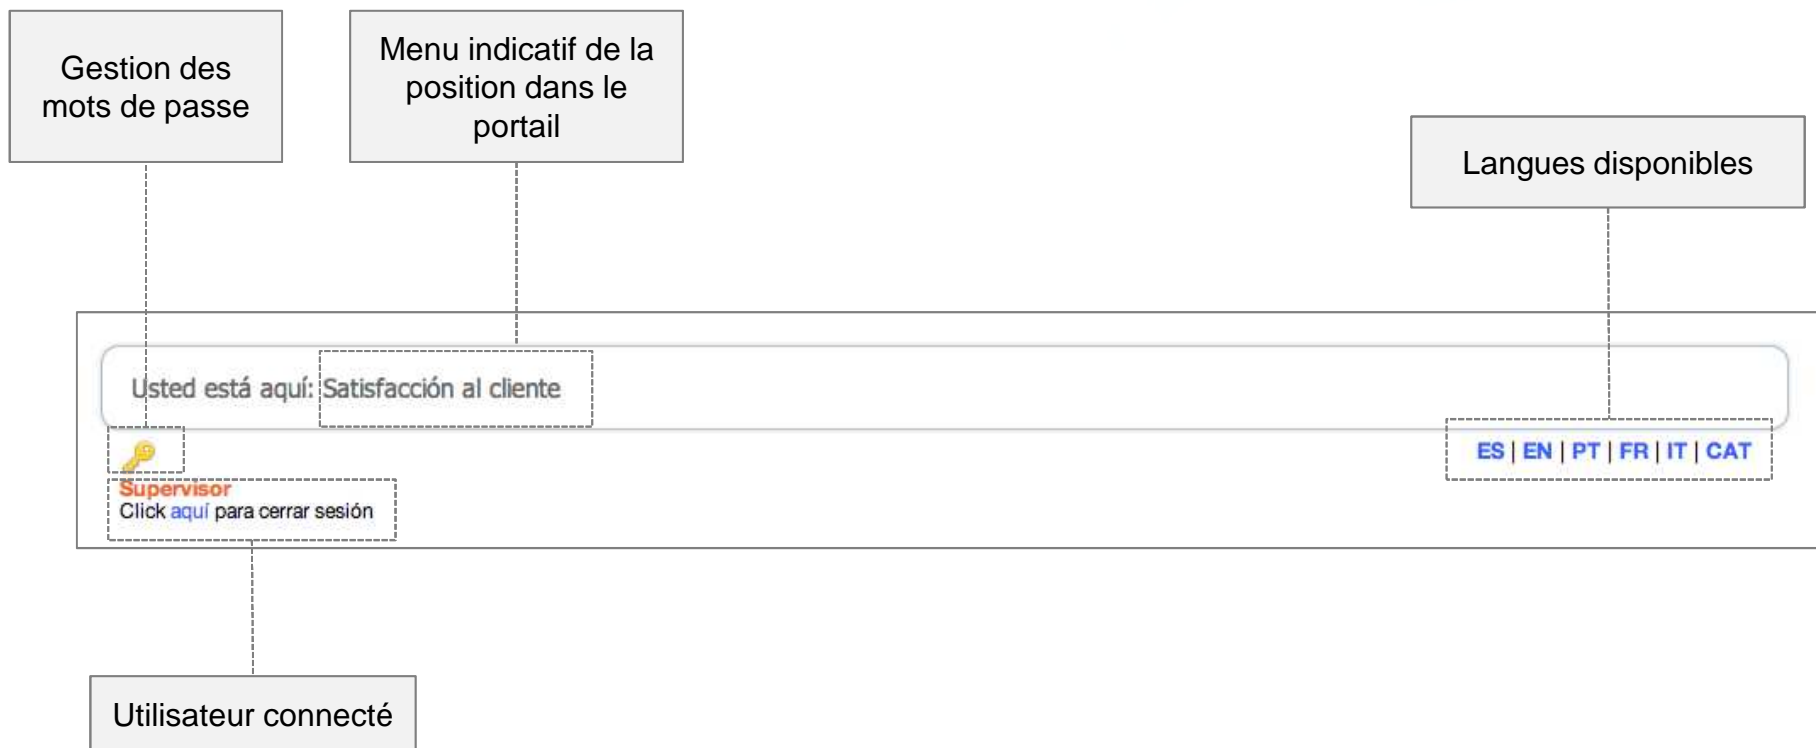 Gestion des
mots de passe
Menu indicatif de la
position dans le
portail
Langues disponibles
Usted está aquí: Satisfacción al cliente
ES | EN | PT | FR | IT | CAT
Supervisor
Click aquí para cerrar sesión
Utilisateur connecté